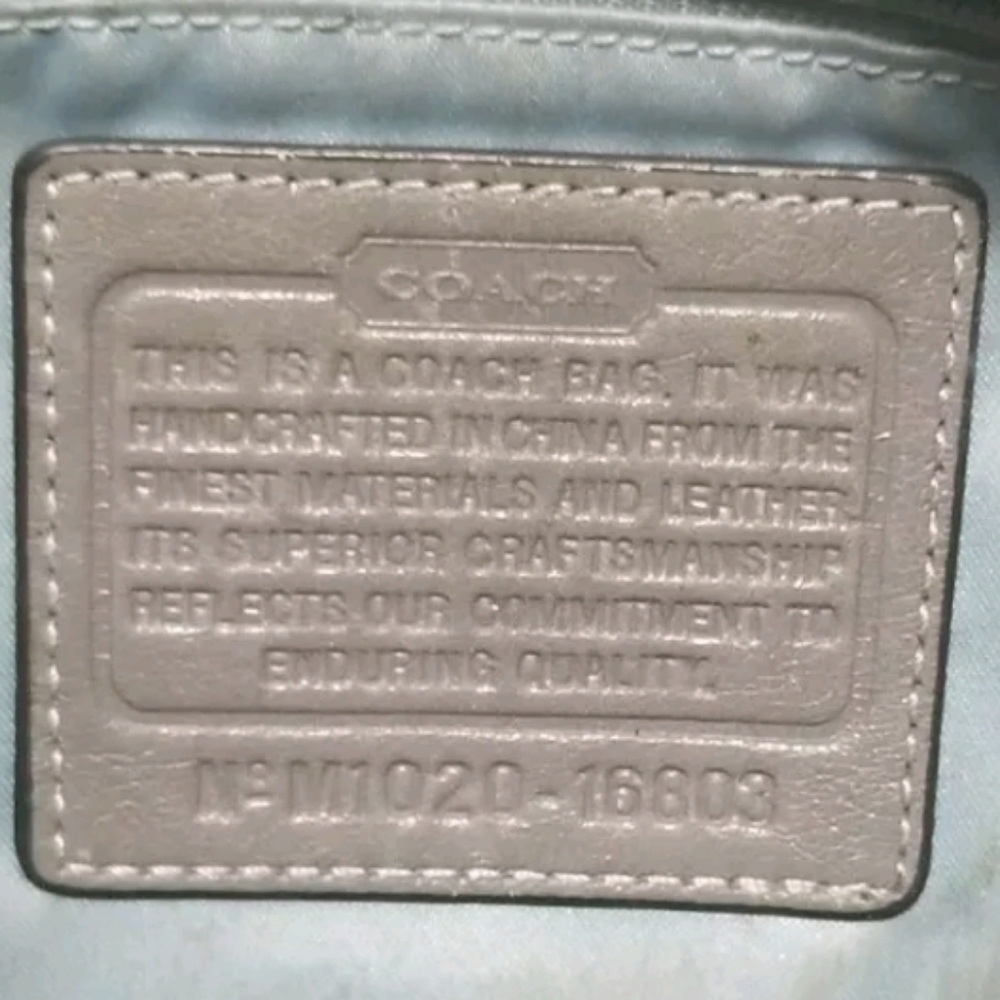 COACH
THIS IS A COACH BAG. IT WAS
HANDCRAFTED IN CHINA FROM THE
FINEST MATERIALS AND LEATHER.
ITS SUPERIOR CRAFTSMANSHIP
REFLECTS OUR COMMITMENT TO
ENDURING QUALITY.
Nº M1020-16803